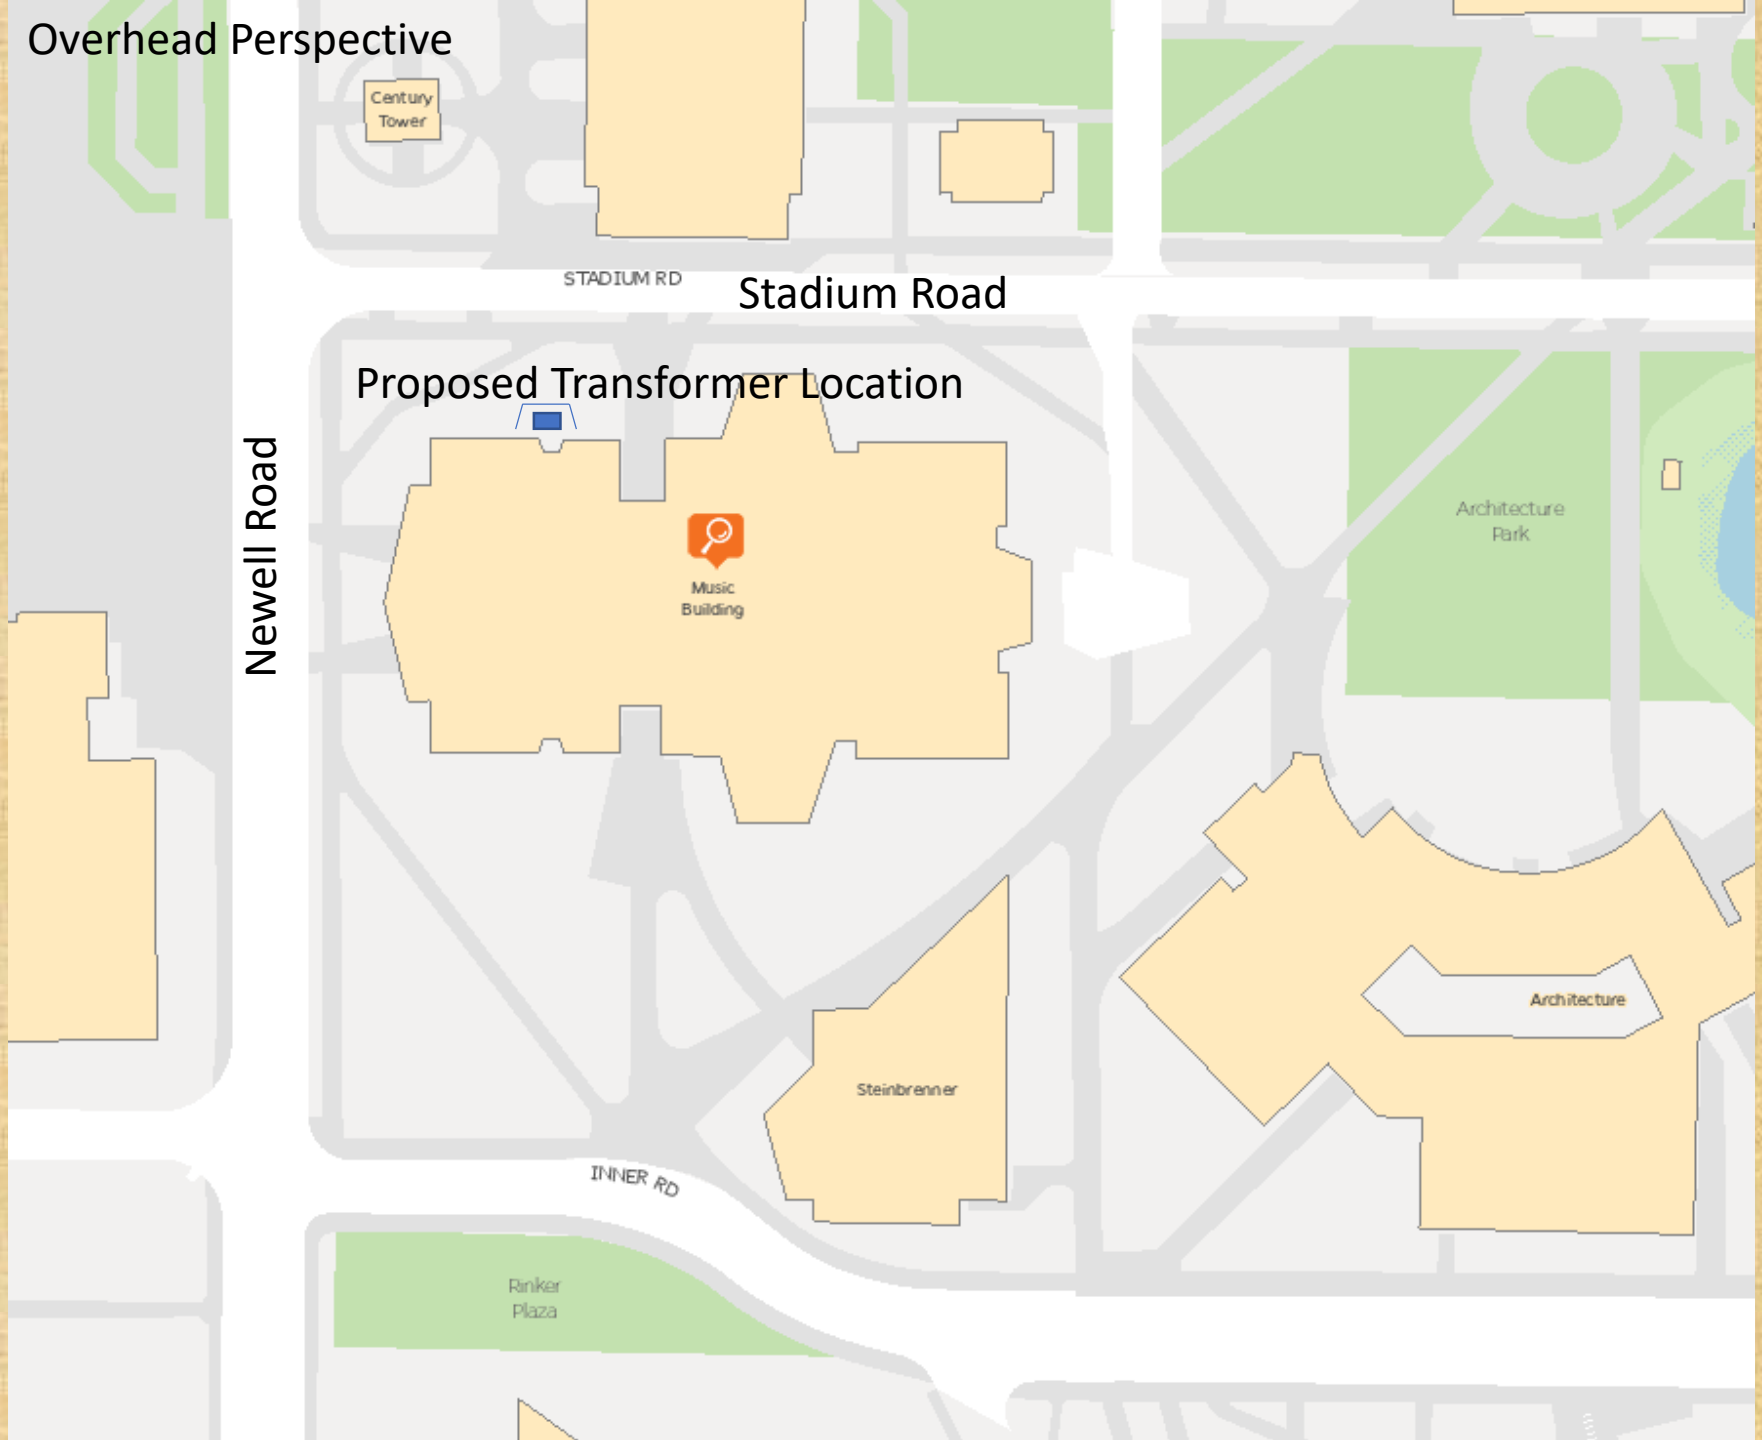 Overhead Perspective
Century
Tower
STADIUM RD
Stadium Road
Proposed Transformer Location
Newell Road
Architecture
Park
Music
Building
Architecture
Steinbrenner
INNER RD
Rinker
Plaza